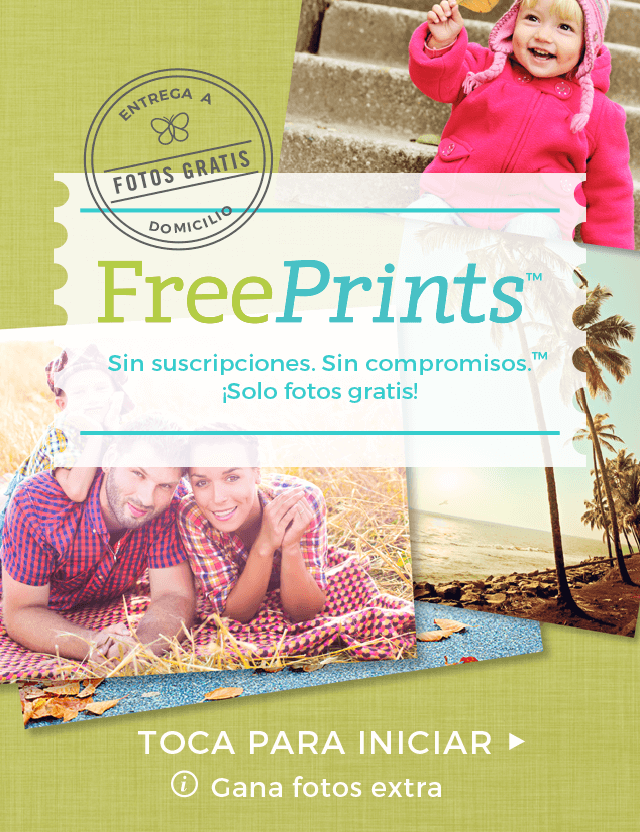 ENTREGA A
FOTOS GRATIS
DOMICILIO
FreePrints™
Sin suscripciones. Sin compromisos.™
¡Solo fotos gratis!
TOCA PARA INICIAR
i Gana fotos extra